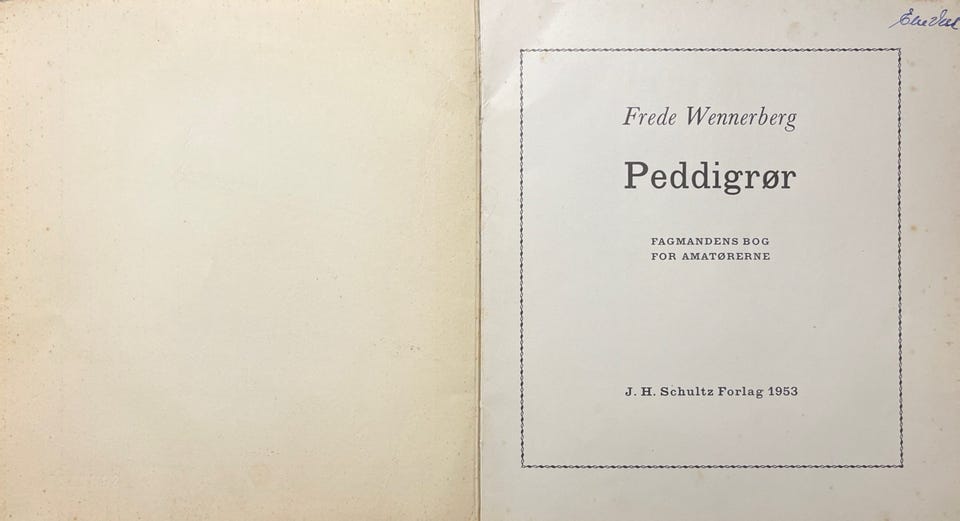 Frede Wennerberg
Peddigrør
FAGMANDENS BOG
FOR AMATØRERNE
J. H. Schultz Forlag 1953